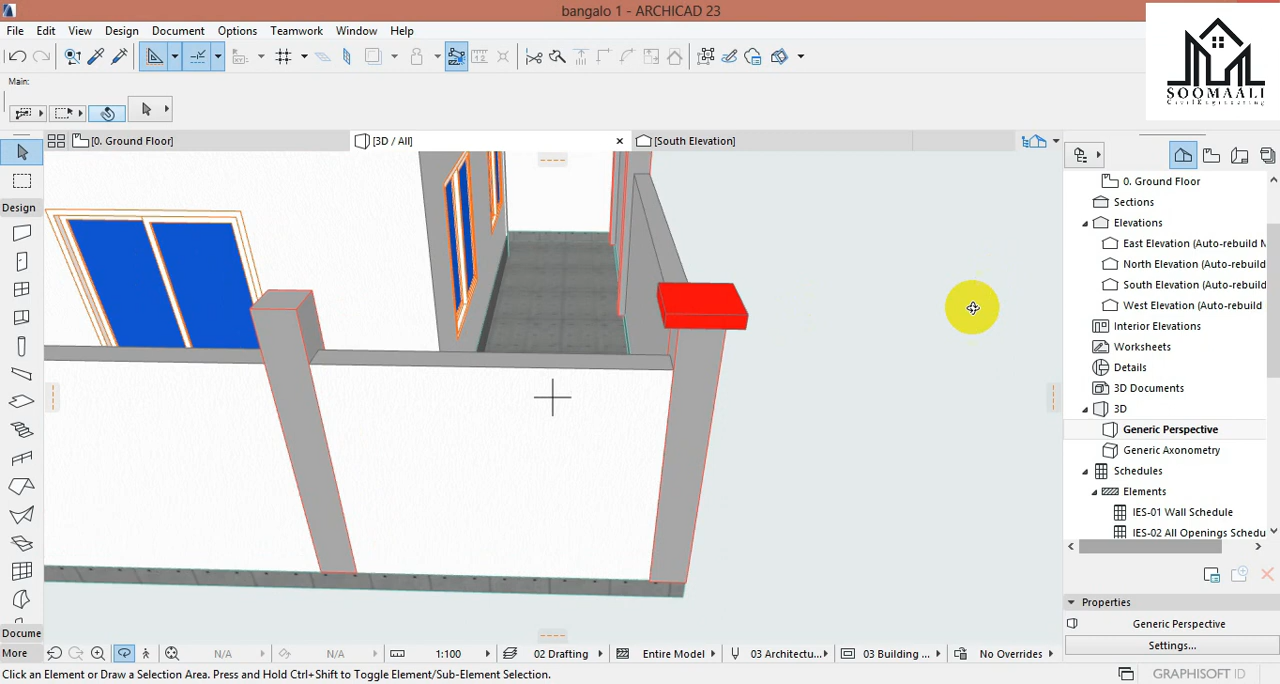 bangalo 1 - ARCHICAD 23
File Edit View Design Document Options Teamwork Window Help
SOOMAALI
Civil Engineering
Main:
[0. Ground Floor]
[3D / All]
[South Elevation]
0. Ground Floor
Design
Sections
Elevations
East Elevation (Auto-rebuild M
North Elevation (Auto-rebuild
South Elevation (Auto-rebuild
West Elevation (Auto-rebuild
Interior Elevations
Worksheets
Details
3D Documents
3D
Generic Perspective
Generic Axonometry
Schedules
Elements
IES-01 Wall Schedule
IES-02 All Openings Schedu
Properties
Generic Perspective
Settings...
Docume
More
N/A
N/A
1:100
02 Drafting
Entire Model
03 Architectu...
03 Building ...
No Overrides
Click an Element or Draw a Selection Area. Press and Hold Ctrl+Shift to Toggle Element/Sub-Element Selection.
GRAPHISOFT ID